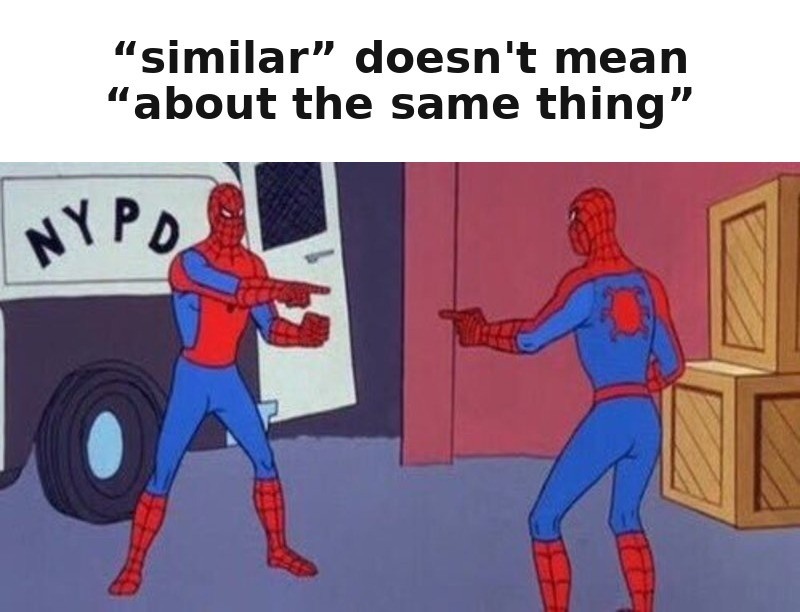 “similar” doesn't mean
“about the same thing”
NYPD